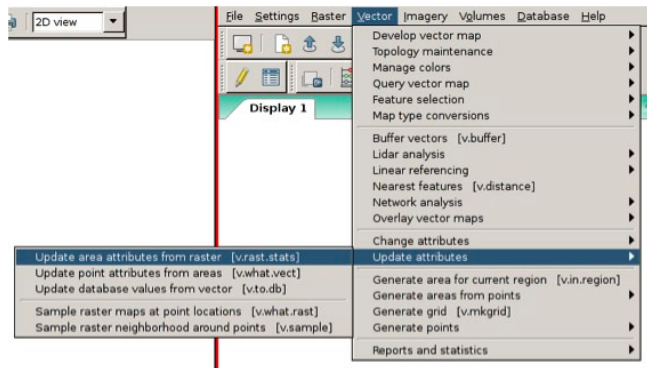 2D view
File Settings Raster Vector Imagery Volumes Database Help
Develop vector map
Topology maintenance
Manage colors
Query vector map
Feature selection
Map type conversions
Display 1
Buffer vectors [v.buffer]
Lidar analysis
Linear referencing
Nearest features [v.distance]
Network analysis
Overlay vector maps
Change attributes
Update attributes
Update area attributes from raster [v.rast.stats]
Update point attributes from areas [v.what.vect]
Update database values from vector [v.to.db]
Sample raster maps at point locations [v.what.rast]
Sample raster neighborhood around points [v.sample]
Generate area for current region [v.in.region]
Generate areas from points
Generate grid [v.mkgrid]
Generate points
Reports and statistics